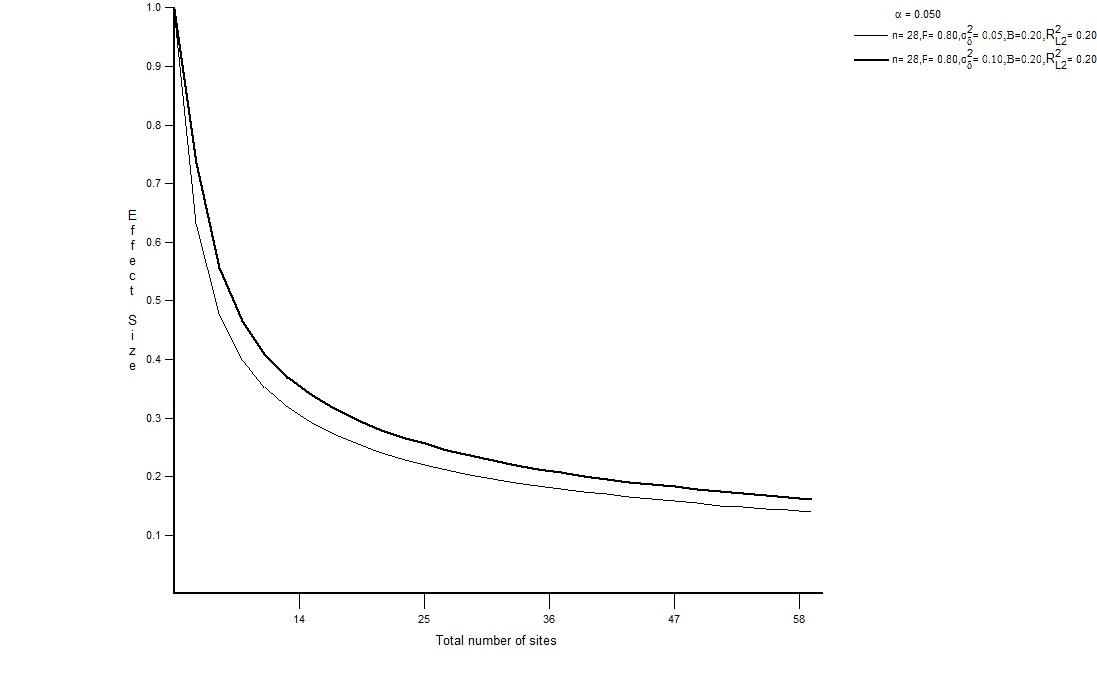 α = 0.050
n= 28,P= 0.80,σ²δ= 0.05,B=0.20,R²L2= 0.20
n= 28,P= 0.80,σ²δ= 0.10,B=0.20,R²L2= 0.20
1.0
0.9
0.8
0.7
0.6
0.5
0.4
0.3
0.2
0.1
Effect Size
14 25 36 47 58
Total number of sites